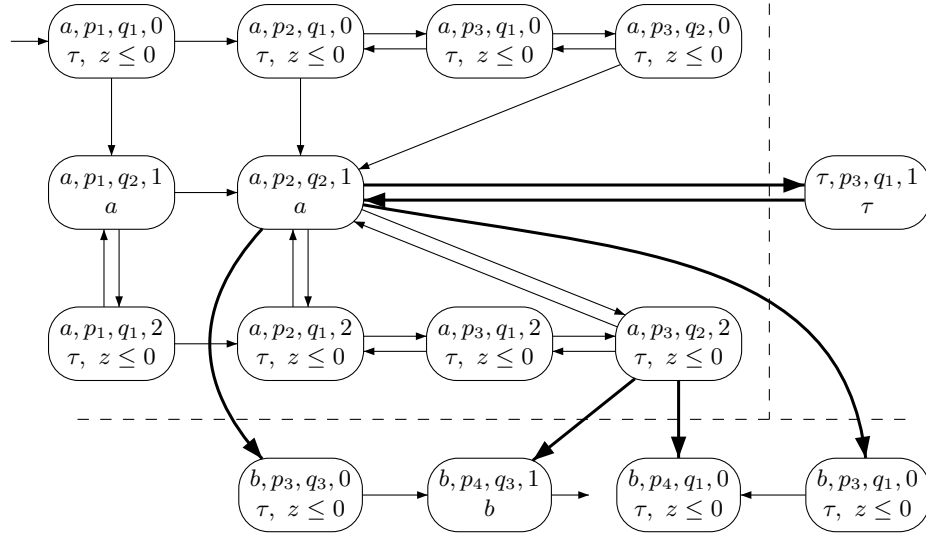 a, p₁, q₁, 0
τ, z ≤ 0
a, p₂, q₁, 0
τ, z ≤ 0
a, p₃, q₁, 0
τ, z ≤ 0
a, p₃, q₂, 0
τ, z ≤ 0
a, p₁, q₂, 1
a
a, p₂, q₂, 1
a
τ, p₃, q₁, 1
τ
a, p₁, q₁, 2
τ, z ≤ 0
a, p₂, q₁, 2
τ, z ≤ 0
a, p₃, q₁, 2
τ, z ≤ 0
a, p₃, q₂, 2
τ, z ≤ 0
b, p₃, q₃, 0
τ, z ≤ 0
b, p₄, q₃, 1
b
b, p₄, q₁, 0
τ, z ≤ 0
b, p₃, q₁, 0
τ, z ≤ 0